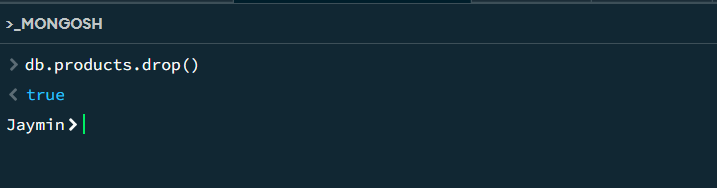 >_MONGOSH
> db.products.drop()
< true
Jaymin>